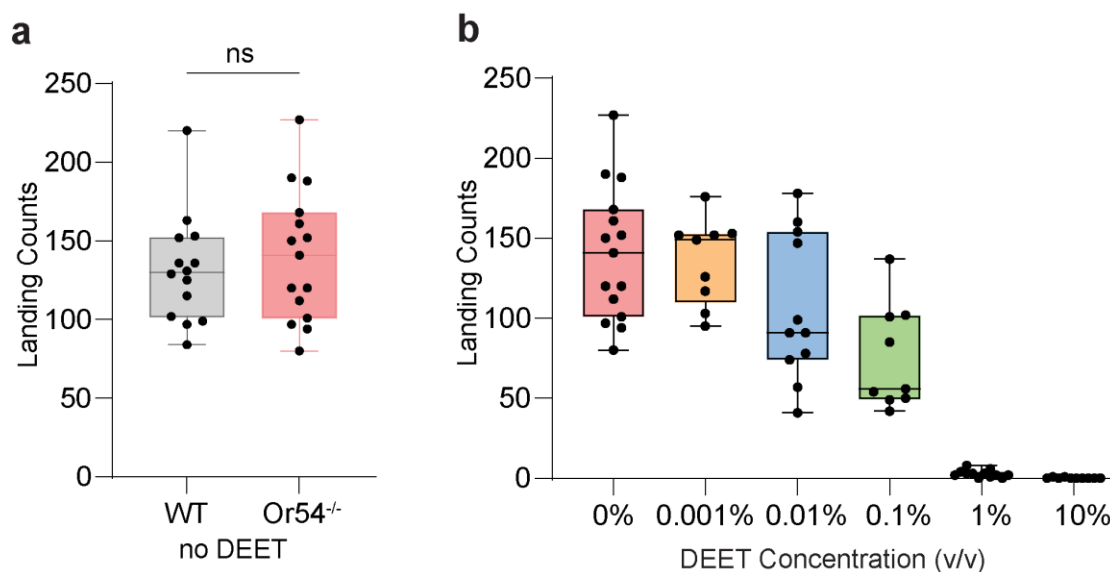 a
ns
Landing Counts
250
200
150
100
50
0
WT Or54-/-
no DEET
b
Landing Counts
250
200
150
100
50
0
0% 0.001% 0.01% 0.1% 1% 10%
DEET Concentration (v/v)